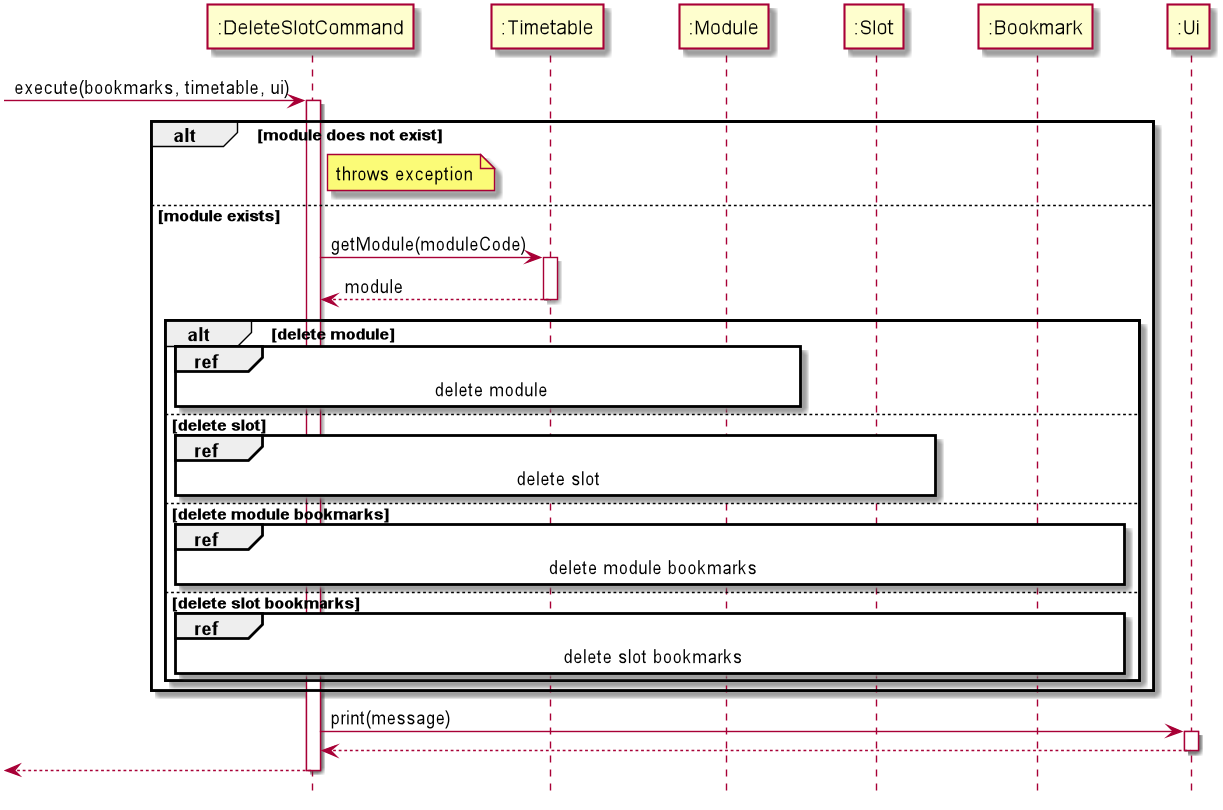 :DeleteSlotCommand
:Timetable
:Module
:Slot
:Bookmark
:Ui
execute(bookmarks, timetable, ui)
alt
[module does not exist]
throws exception
[module exists]
getModule(moduleCode)
module
alt
[delete module]
ref
delete module
[delete slot]
ref
delete slot
[delete module bookmarks]
ref
delete module bookmarks
[delete slot bookmarks]
ref
delete slot bookmarks
print(message)